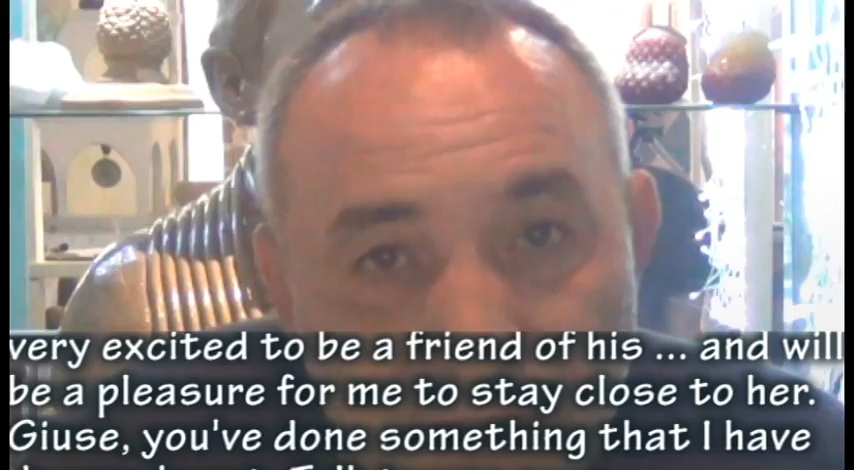 very excited to be a friend of his ... and will
be a pleasure for me to stay close to her.
Giuse, you've done something that I have